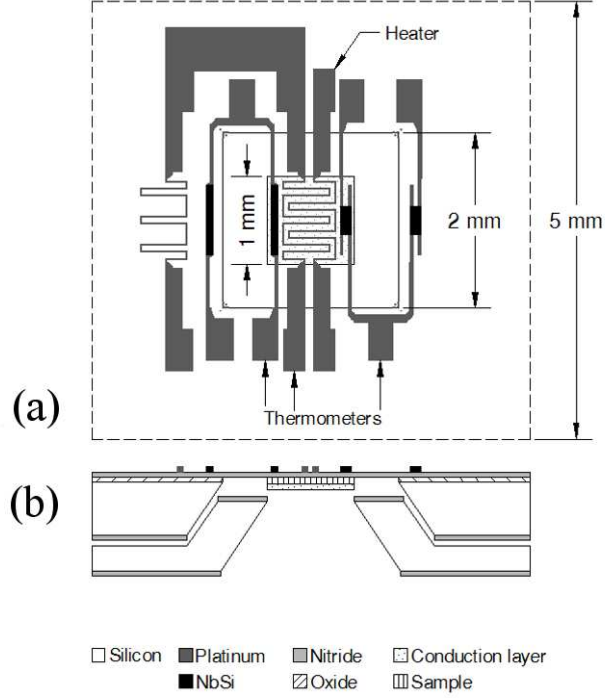 Heater
1 mm
2 mm
5 mm
(a)
Thermometers
(b)
Silicon
Platinum
Nitride
Conduction layer
NbSi
Oxide
Sample